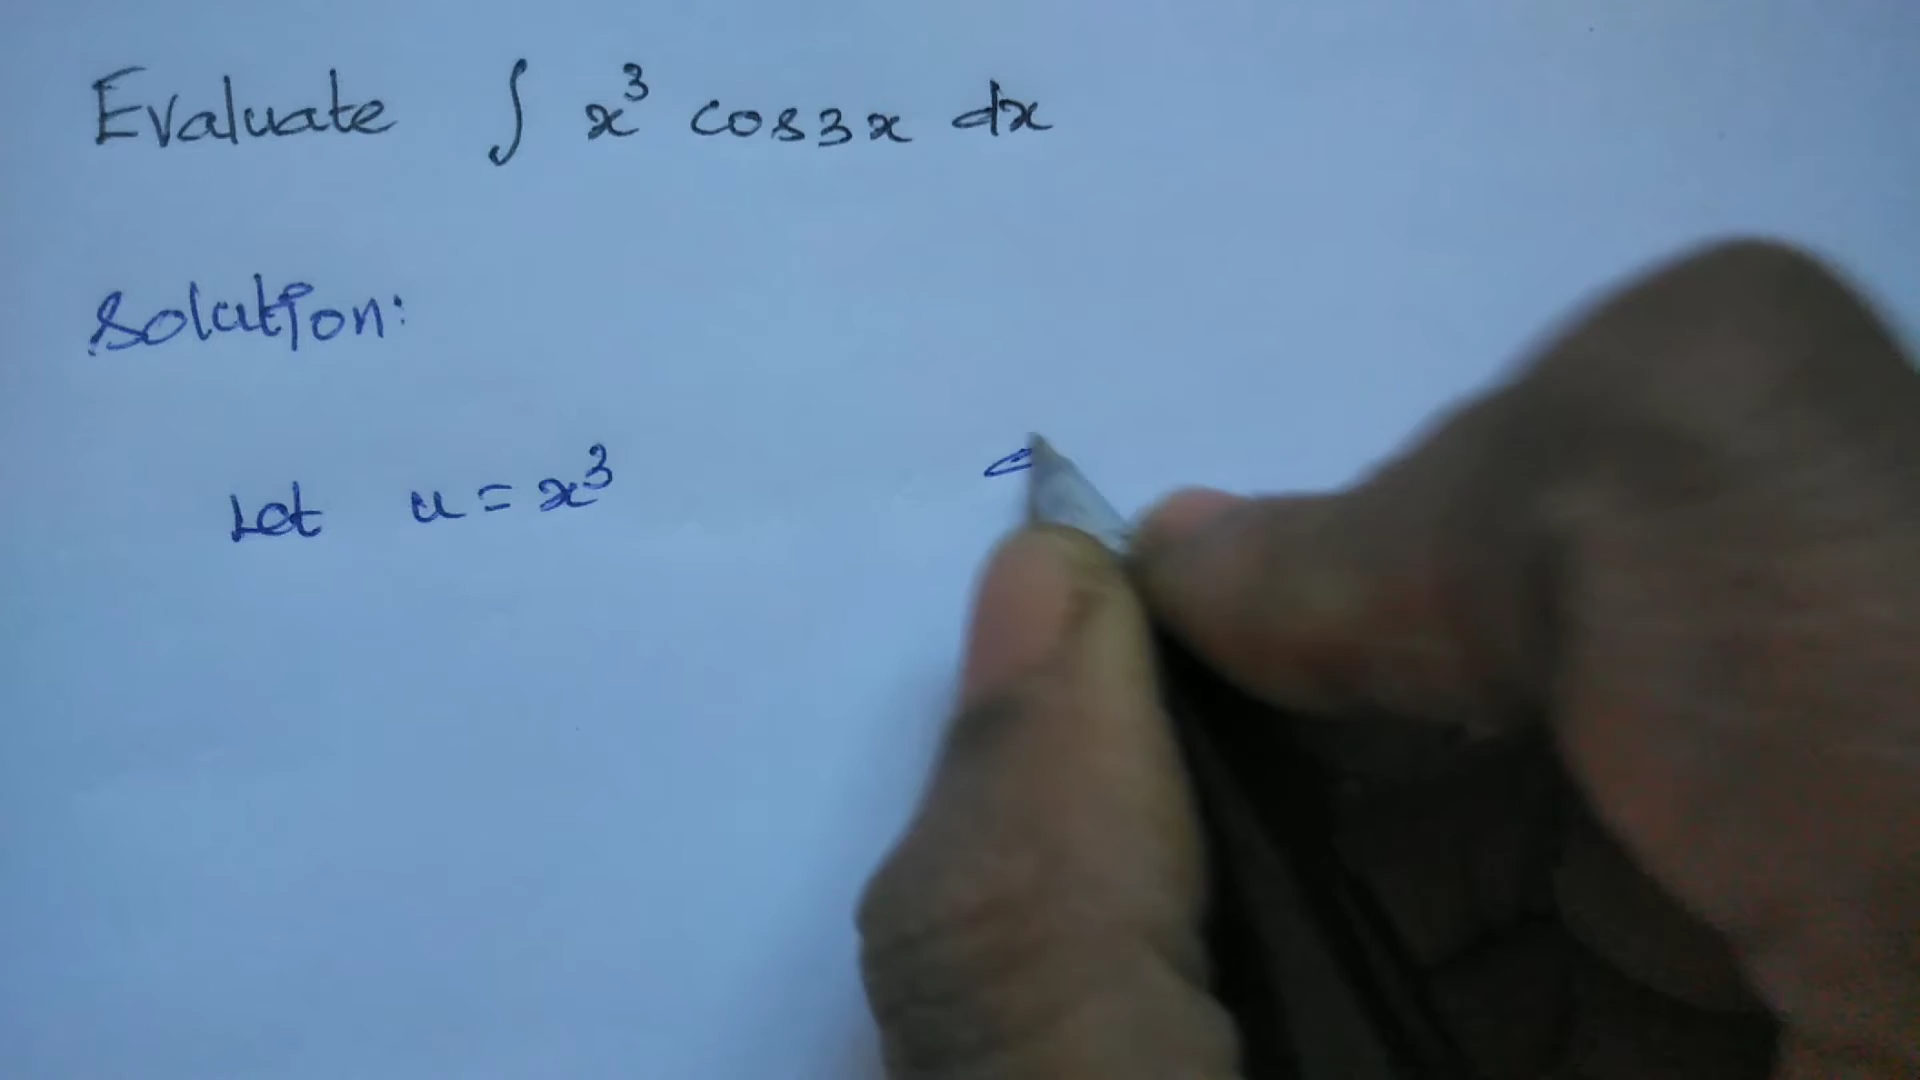 Evaluate ∫ x³ cos3x dx
Solution:
Let u = x³